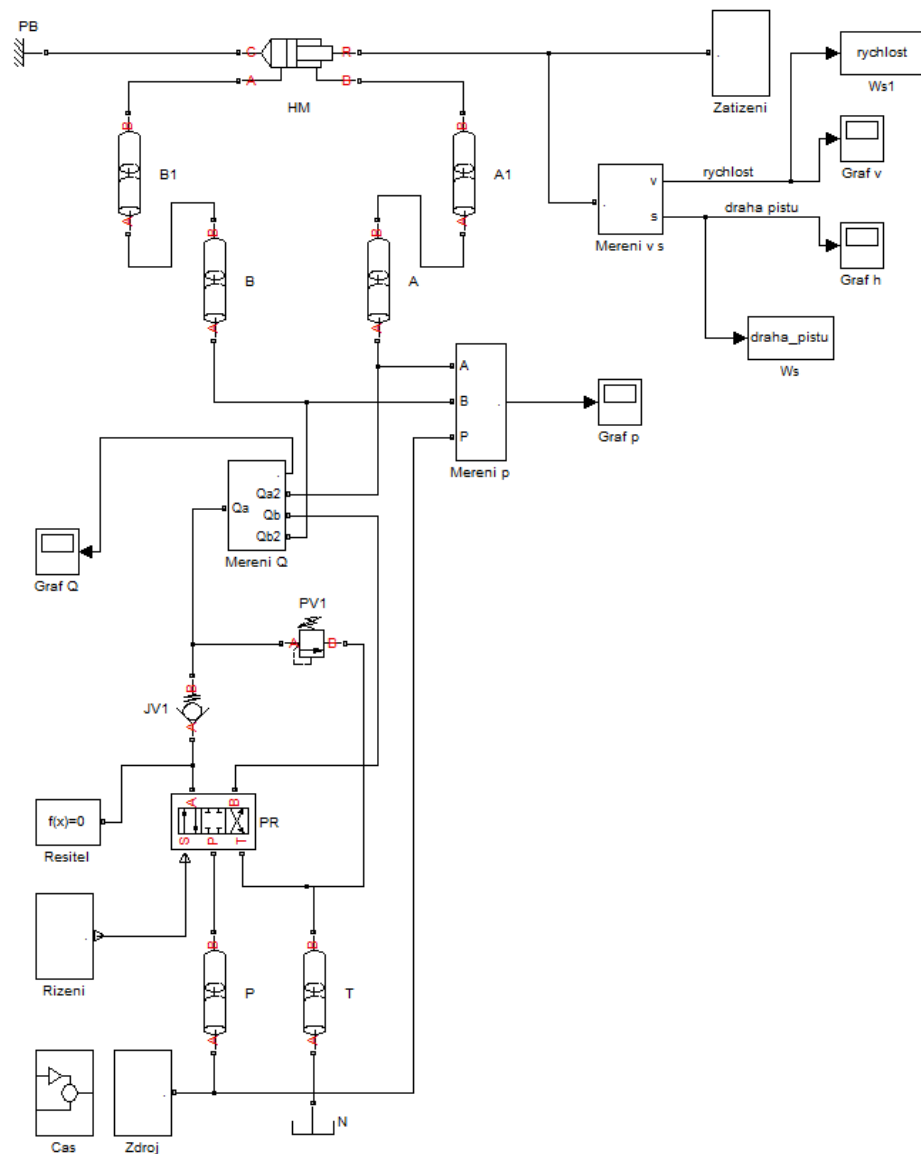 PB
C
R
A
B
HM
Zatizeni
rychlost
Ws1
B
A
B1
B
A
A1
v
s
Mereni v s
rychlost
draha pistu
Graf v
Graf h
B
A
B
B
A
A
draha_pistu
Ws
A
B
P
Mereni p
Graf p
Qa
Qa2
Qb
Qb2
Mereni Q
Graf Q
PV1
A
B
B
A
JV1
f(x)=0
Resitel
A
B
S
P
T
PR
Rizeni
B
A
P
B
A
T
Cas
Zdroj
N